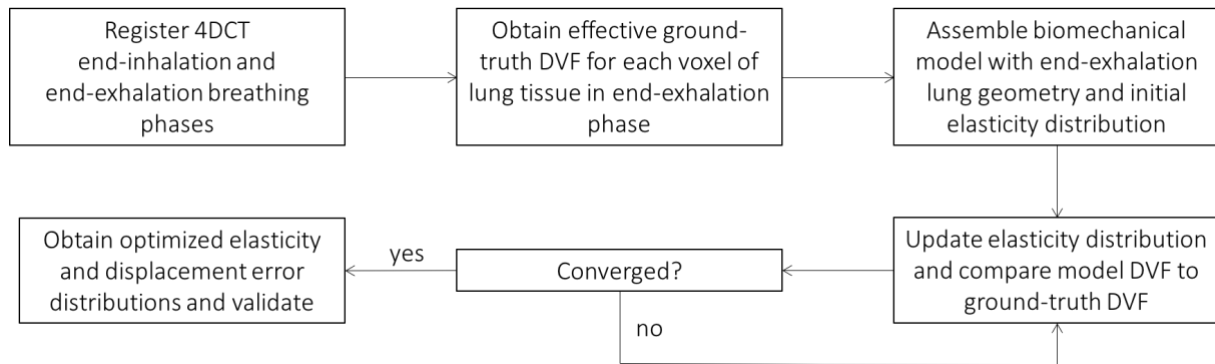 Register 4DCT
end-inhalation and
end-exhalation breathing
phases
Obtain effective ground-
truth DVF for each voxel of
lung tissue in end-exhalation
phase
Assemble biomechanical
model with end-exhalation
lung geometry and initial
elasticity distribution
Update elasticity distribution
and compare model DVF to
ground-truth DVF
Converged?
yes
no
Obtain optimized elasticity
and displacement error
distributions and validate